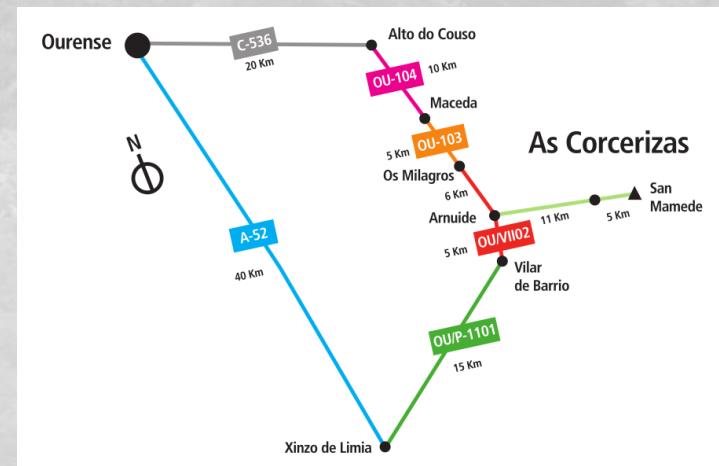 Ourense
C-536
20 Km
Alto do Couso
OU-104
10 Km
Maceda
N
OU-103
5 Km
As Corcerizas
Os Milagros
6 Km
San
Mamede
Arnuide
11 Km
5 Km
OU/VII02
5 Km
A-52
40 Km
Vilar
de Barrio
OU/P-1101
15 Km
Xinzo de Limia